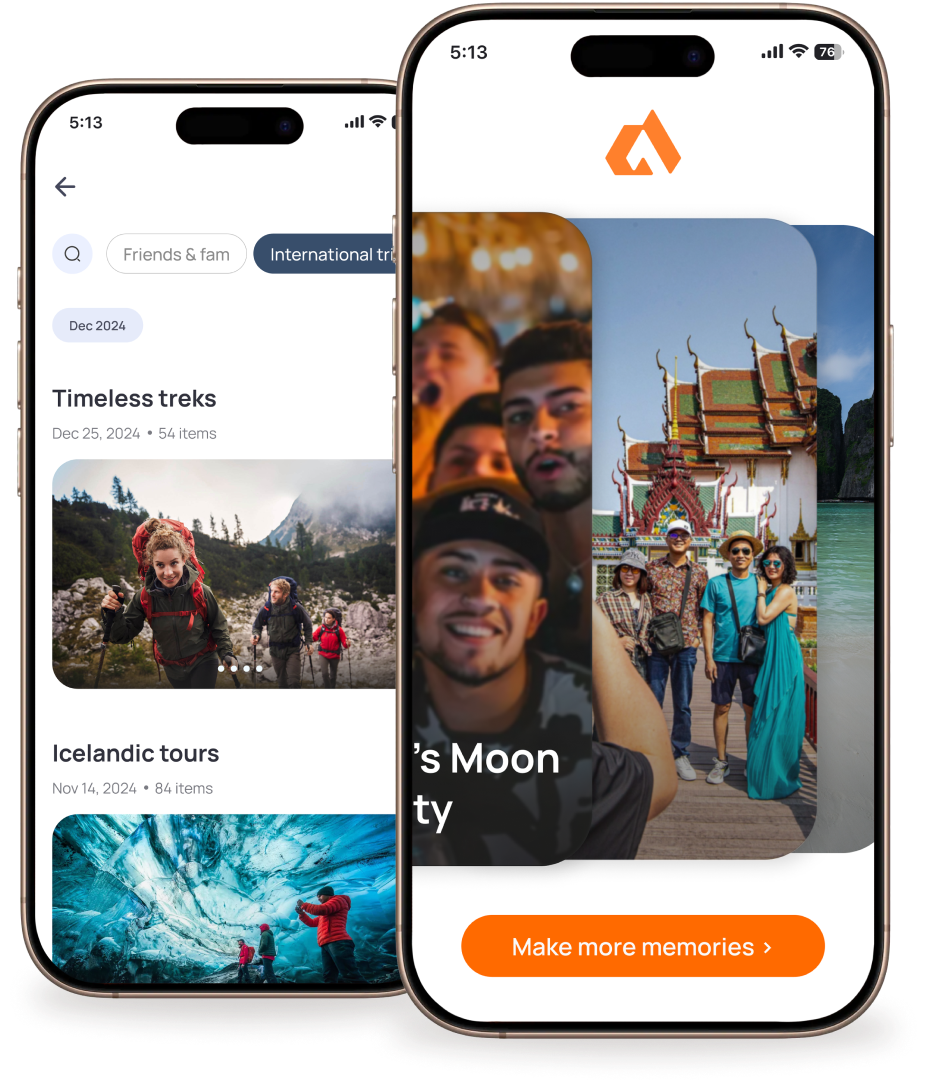 5:13
Friends & fam
International tri
Dec 2024
Timeless treks
Dec 25, 2024 • 54 items
Icelandic tours
Nov 14, 2024 • 84 items
5:13
76
's Moon
ty
Make more memories ›